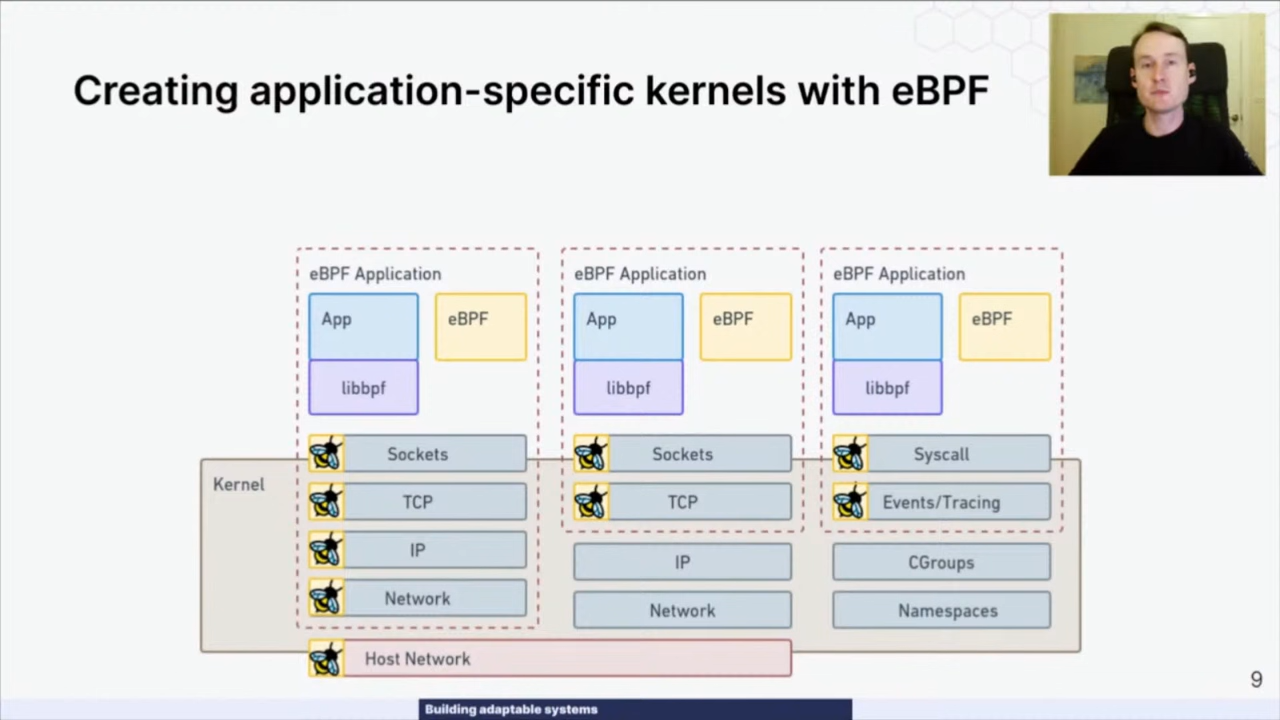 Creating application-specific kernels with eBPF
eBPF Application
App
eBPF
libbpf
Sockets
TCP
IP
Network
eBPF Application
App
eBPF
libbpf
Sockets
TCP
IP
Network
eBPF Application
App
eBPF
libbpf
Syscall
Events/Tracing
CGroups
Namespaces
Kernel
Host Network
9
Building adaptable systems